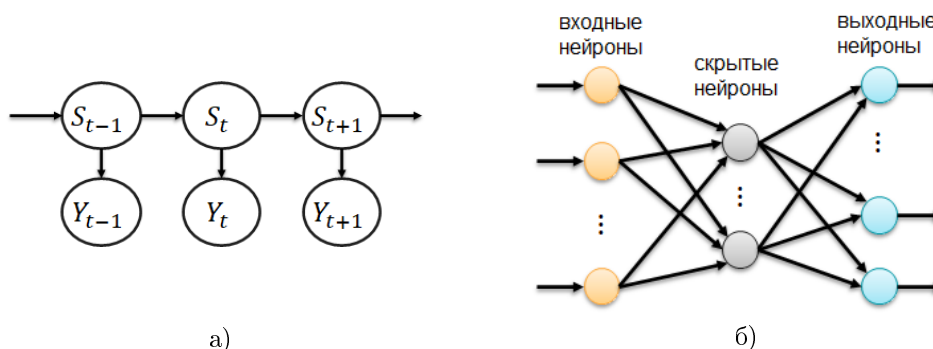 S_{t-1} S_t S_{t+1}
Y_{t-1} Y_t Y_{t+1}
а)
входные
нейроны
скрытые
нейроны
выходные
нейроны
б)